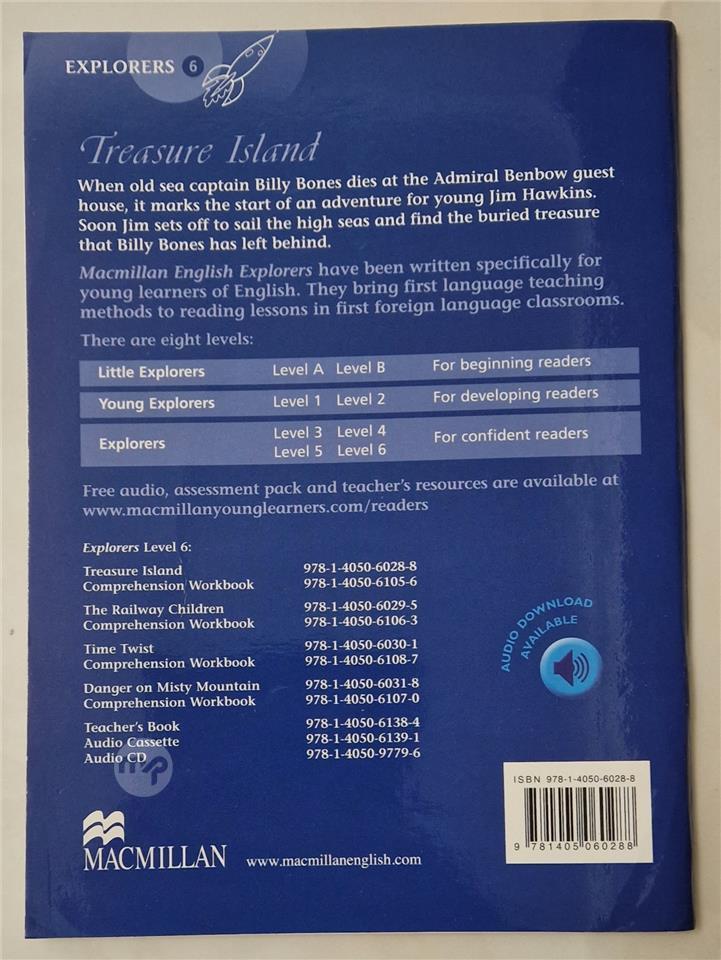 EXPLORERS 6
Treasure Island
When old sea captain Billy Bones dies at the Admiral Benbow guest
house, it marks the start of an adventure for young Jim Hawkins.
Soon Jim sets off to sail the high seas and find the buried treasure
that Billy Bones has left behind.
Macmillan English Explorers have been written specifically for
young learners of English. They bring first language teaching
methods to reading lessons in first foreign language classrooms.
There are eight levels:
Little Explorers Level A Level B For beginning readers
Young Explorers Level 1 Level 2 For developing readers
Explorers Level 3 Level 4 For confident readers
Level 5 Level 6
Free audio, assessment pack and teacher's resources are available at
www.macmillanyounglearners.com/readers
Explorers Level 6:
Treasure Island 978-1-4050-6028-8
Comprehension Workbook 978-1-4050-6105-6
The Railway Children 978-1-4050-6029-5
Comprehension Workbook 978-1-4050-6106-3
Time Twist 978-1-4050-6030-1
Comprehension Workbook 978-1-4050-6108-7
Danger on Misty Mountain 978-1-4050-6031-8
Comprehension Workbook 978-1-4050-6107-0
Teacher's Book 978-1-4050-6138-4
Audio Cassette 978-1-4050-6139-1
Audio CD 978-1-4050-9779-6
AUDIO DOWNLOAD
AVAILABLE
ISBN 978-1-4050-6028-8
9 781405 060288
MACMILLAN www.macmillanenglish.com